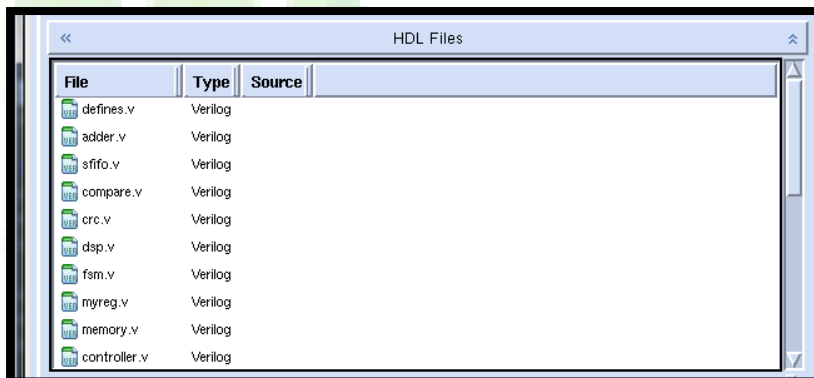 HDL Files
File Type Source
defines.v Verilog
adder.v Verilog
sfifo.v Verilog
compare.v Verilog
crc.v Verilog
dsp.v Verilog
fsm.v Verilog
myreg.v Verilog
memory.v Verilog
controller.v Verilog